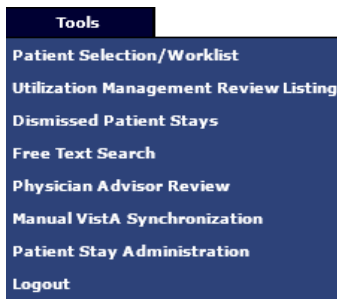 Tools
Patient Selection/Worklist
Utilization Management Review Listing
Dismissed Patient Stays
Free Text Search
Physician Advisor Review
Manual VistA Synchronization
Patient Stay Administration
Logout